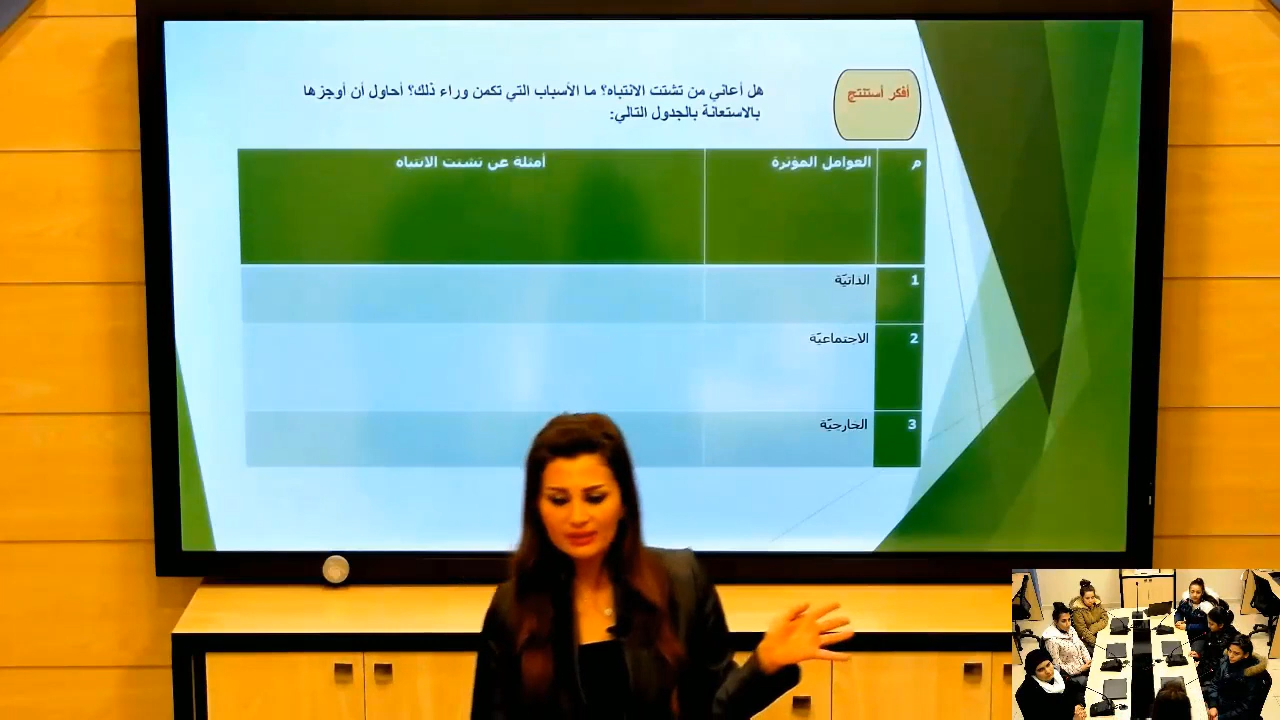 أفكر أستنتج
هل أعاني من تشتت الانتباه؟ ما الأسباب التي تكمن وراء ذلك؟ أحاول أن أوجزها
بالاستعانة بالجدول التالي:
م العوامل المؤثرة أمثلة عن تشتت الانتباه
1 الذاتيّة
2 الاجتماعيّة
3 الخارجيّة